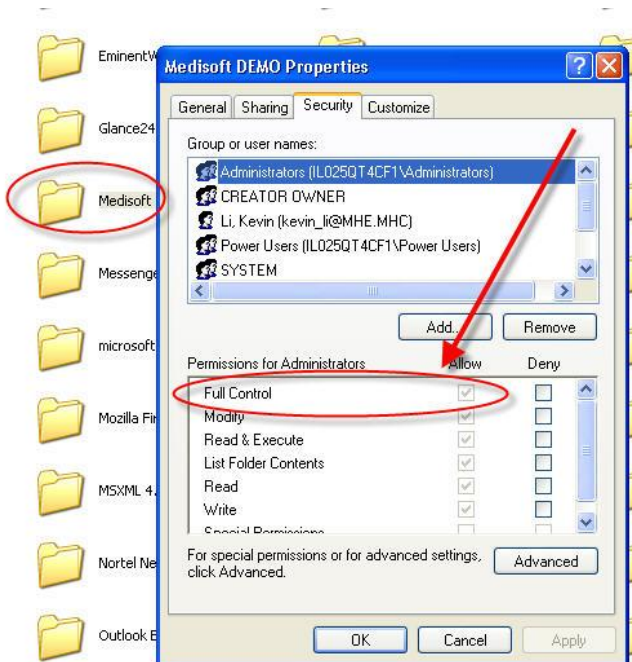 EminentW
Glance24
Medisoft
Messenge
microsoft
Mozilla Fir
MSXML 4.
Nortel Ne
Outlook E
Medisoft DEMO Properties
General Sharing Security Customize
Group or user names:
Administrators (IL025QT4CF1\Administrators)
CREATOR OWNER
Li, Kevin (kevin_li@MHE.MHC)
Power Users (IL025QT4CF1\Power Users)
SYSTEM
Add... Remove
Permissions for Administrators Allow Deny
Full Control
Modify
Read & Execute
List Folder Contents
Read
Write
Special Permissions
For special permissions or for advanced settings,
click Advanced.
Advanced
OK Cancel Apply